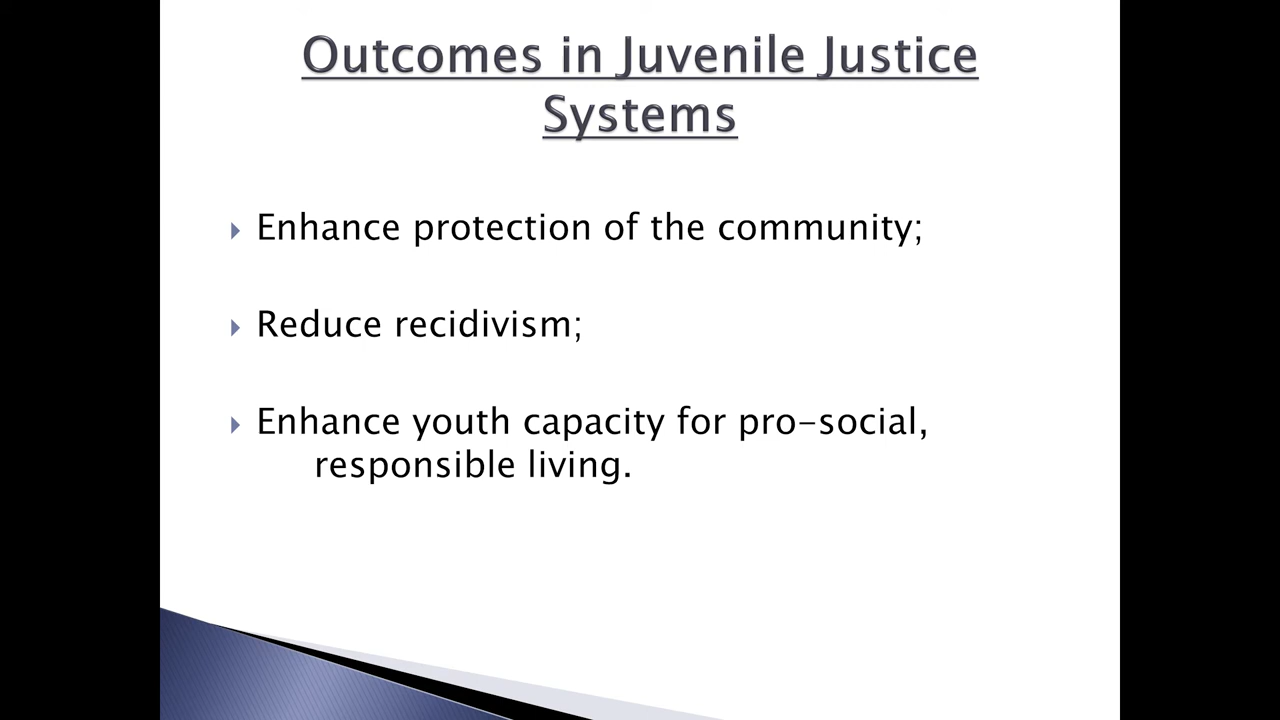 Outcomes in Juvenile Justice
Systems
Enhance protection of the community;
Reduce recidivism;
Enhance youth capacity for pro-social,
responsible living.